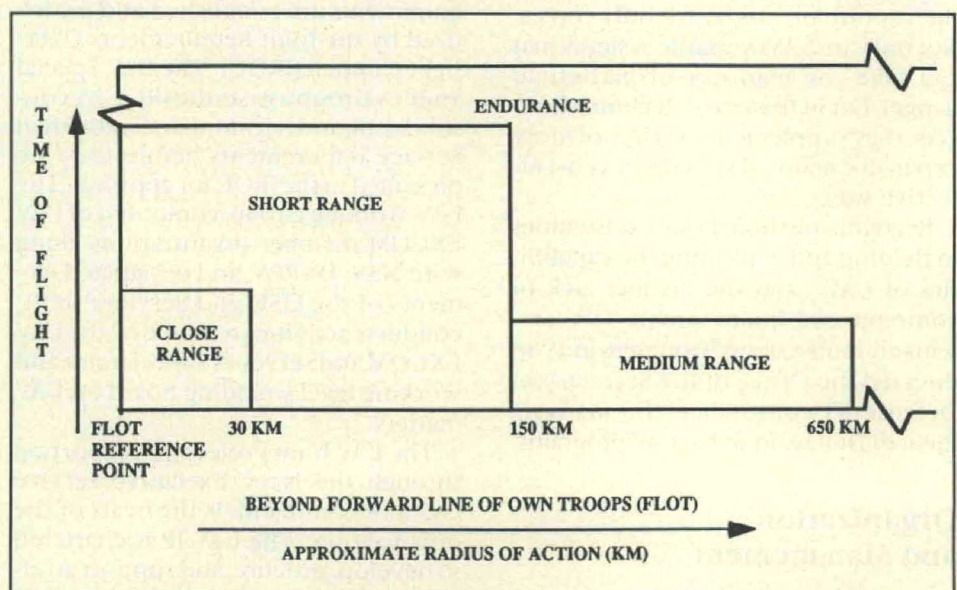 ENDURANCE
TIME OF FLIGHT
SHORT RANGE
CLOSE
RANGE
MEDIUM RANGE
FLOT
REFERENCE
POINT
30 KM
150 KM
650 KM
BEYOND FORWARD LINE OF OWN TROOPS (FLOT)
APPROXIMATE RADIUS OF ACTION (KM)